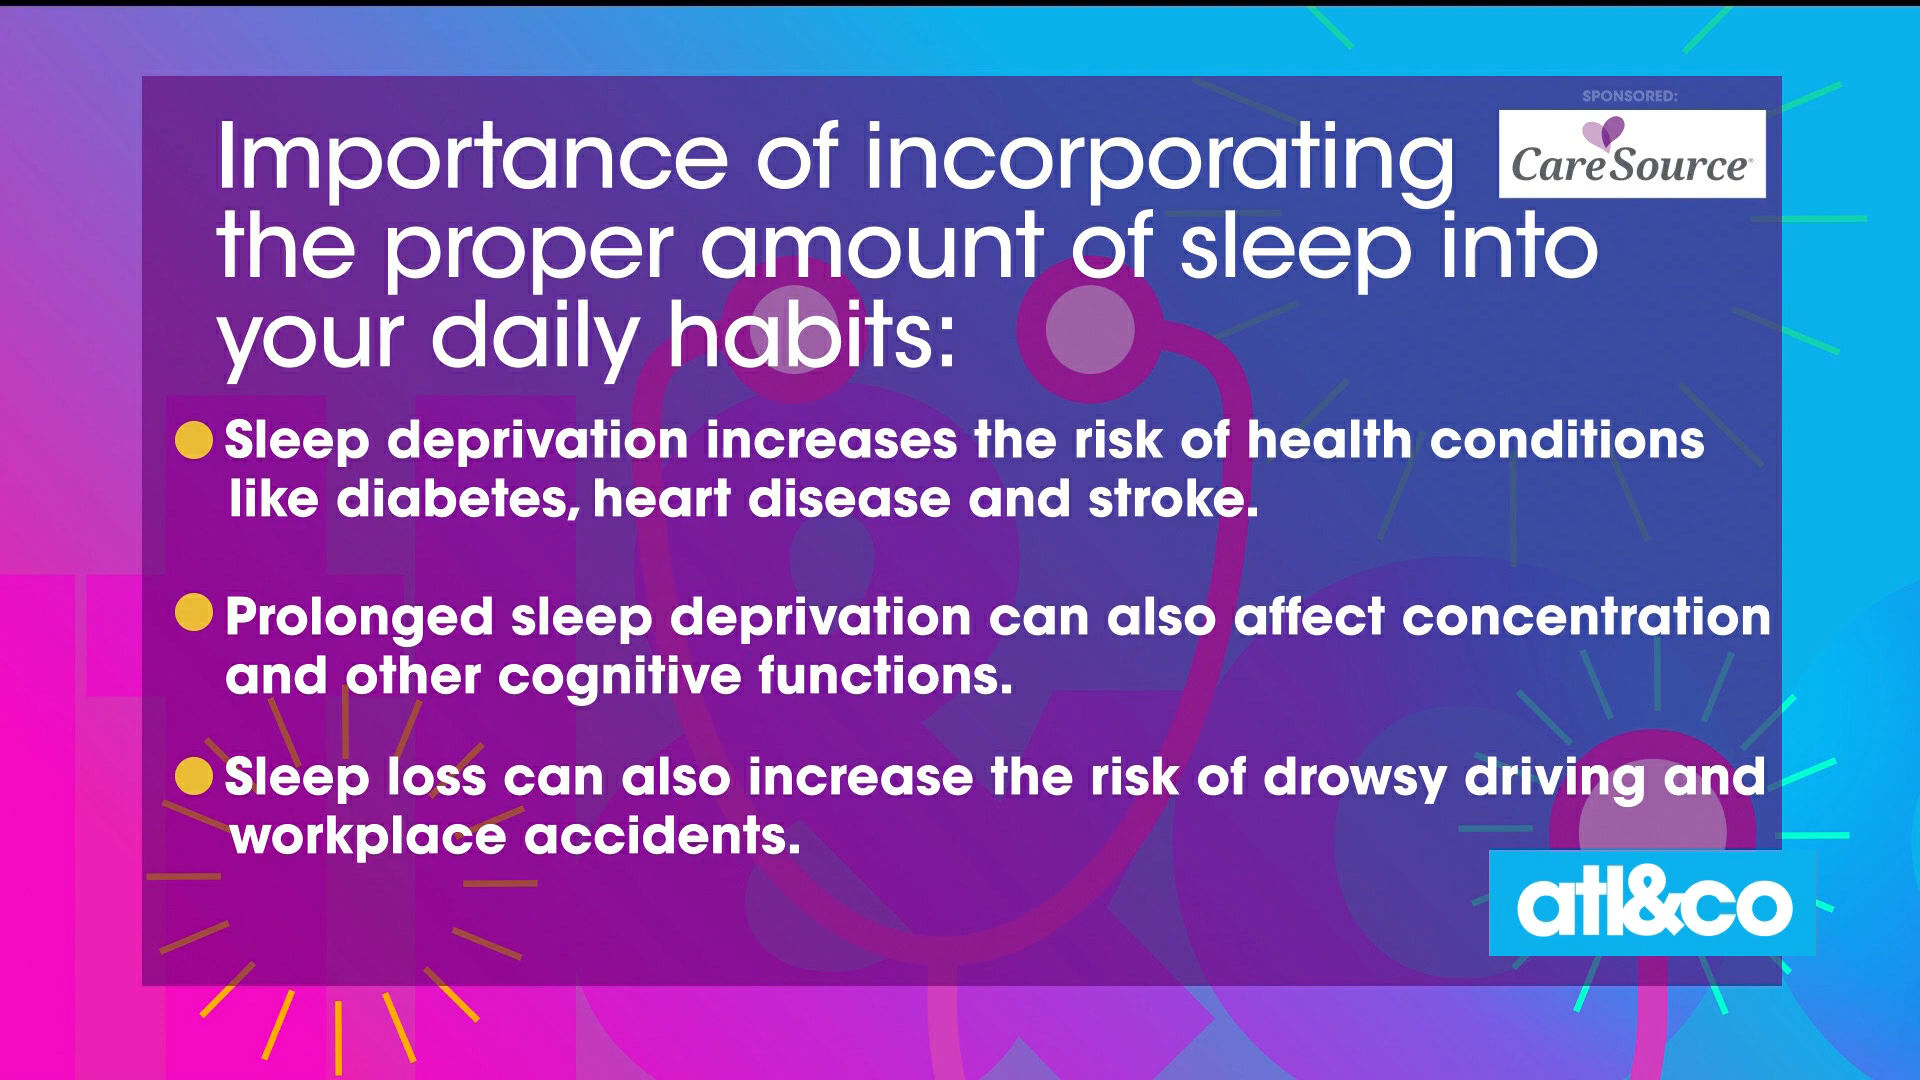 SPONSORED:
CareSource
Importance of incorporating
the proper amount of sleep into
your daily habits:
Sleep deprivation increases the risk of health conditions
like diabetes, heart disease and stroke.
Prolonged sleep deprivation can also affect concentration
and other cognitive functions.
Sleep loss can also increase the risk of drowsy driving and
workplace accidents.
atl&co